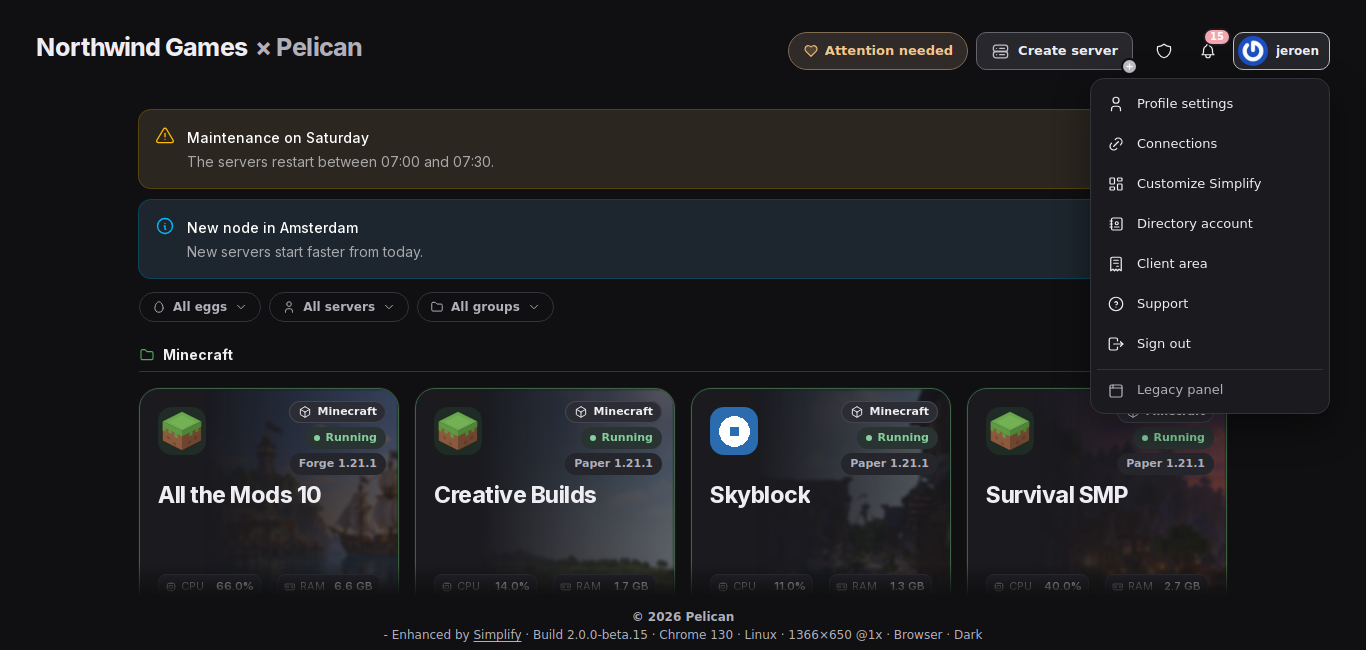 Northwind Games × Pelican
Attention needed
Create server
15
jeroen
Profile settings
Connections
Customize Simplify
Directory account
Client area
Support
Sign out
Legacy panel
Maintenance on Saturday
The servers restart between 07:00 and 07:30.
New node in Amsterdam
New servers start faster from today.
All eggs
All servers
All groups
Minecraft
Minecraft
Running
Forge 1.21.1
All the Mods 10
CPU 66.0%
RAM 6.6 GB
Minecraft
Running
Paper 1.21.1
Creative Builds
CPU 14.0%
RAM 1.7 GB
Minecraft
Running
Paper 1.21.1
Skyblock
CPU 11.0%
RAM 1.3 GB
Minecraft
Running
Paper 1.21.1
Survival SMP
CPU 40.0%
RAM 2.7 GB
© 2026 Pelican
- Enhanced by Simplify · Build 2.0.0-beta.15 · Chrome 130 · Linux · 1366×650 @1x · Browser · Dark